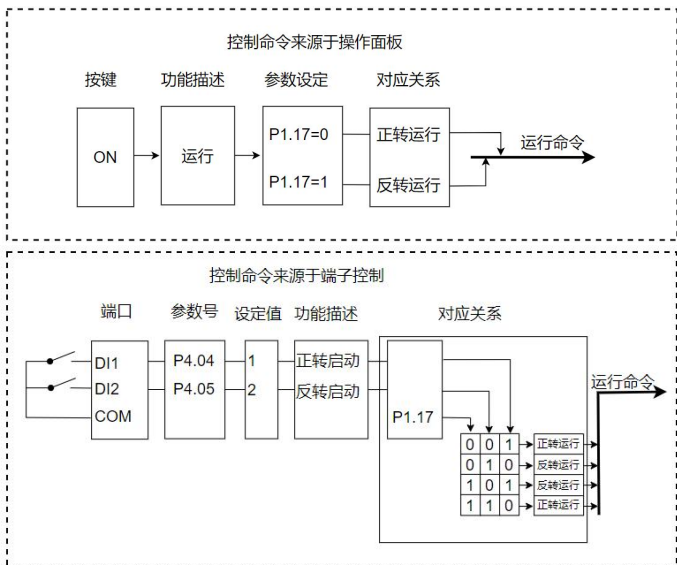 控制命令来源于操作面板
按键 功能描述 参数设定 对应关系
ON 运行 P1.17=0 正转运行 运行命令
P1.17=1 反转运行
控制命令来源于端子控制
端口 参数号 设定值 功能描述 对应关系
DI1 P4.04 1 正转启动
DI2 P4.05 2 反转启动 运行命令
COM P1.17
0 0 1 正转运行
0 1 0 反转运行
1 0 1 反转运行
1 1 0 正转运行